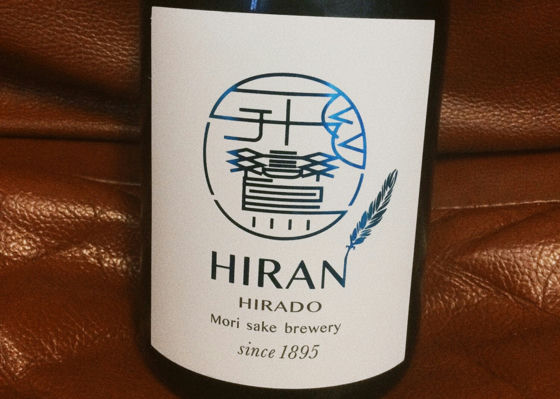 HIRAN
HIRADO
Mori sake brewery
since 1895